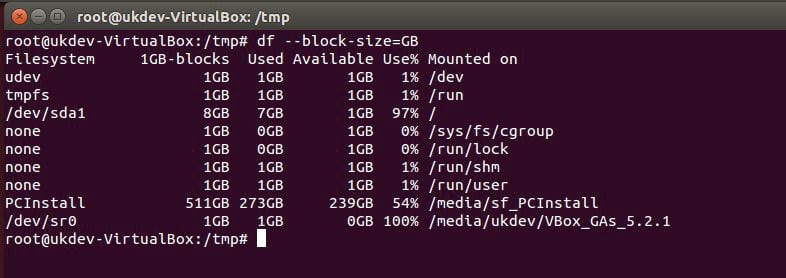 root@ukdev-VirtualBox: /tmp
root@ukdev-VirtualBox:/tmp# df --block-size=GB
Filesystem     1GB-blocks  Used Available Use% Mounted on
udev                  1GB   1GB       1GB   1% /dev
tmpfs                 1GB   1GB       1GB   1% /run
/dev/sda1             8GB   7GB       1GB  97% /
none                  1GB   0GB       1GB   0% /sys/fs/cgroup
none                  1GB   0GB       1GB   0% /run/lock
none                  1GB   1GB       1GB   1% /run/shm
none                  1GB   1GB       1GB   1% /run/user
PCInstall           511GB 273GB     239GB  54% /media/sf_PCInstall
/dev/sr0              1GB   1GB       0GB 100% /media/ukdev/VBox_GAs_5.2.1
root@ukdev-VirtualBox:/tmp#